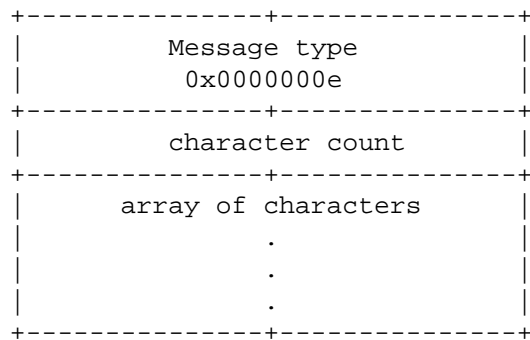 +---------------+---------------+
|         Message type          |
|          0x0000000e           |
+---------------+---------------+
|         character count       |
+---------------+---------------+
|      array of characters      |
|               .               |
|               .               |
|               .               |
+---------------+---------------+